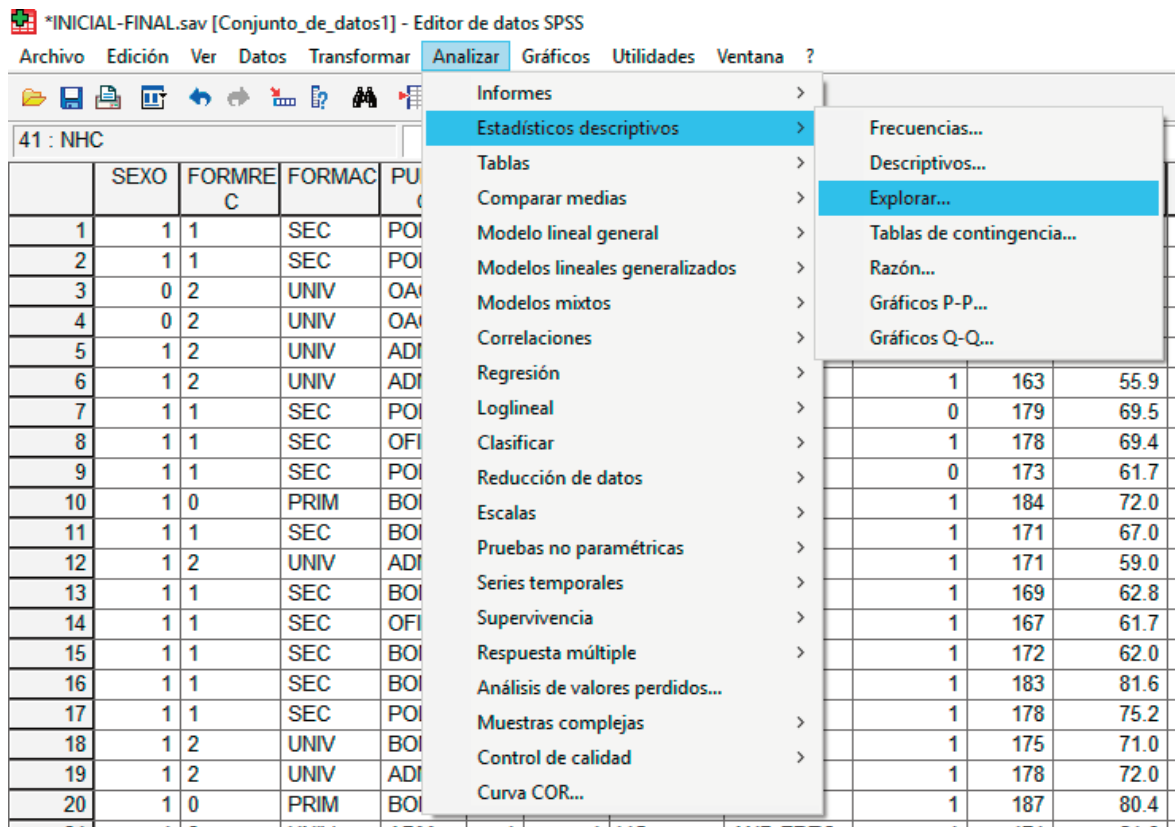 *INICIAL-FINAL.sav [Conjunto_de_datos1] - Editor de datos SPSS
Archivo Edición Ver Datos Transformar Analizar Gráficos Utilidades Ventana ?
41 : NHC
SEXO FORMREC FORMAC
1 1 1 SEC
2 1 1 SEC
3 0 2 UNIV
4 0 2 UNIV
5 1 2 UNIV
6 1 2 UNIV 1 163 55.9
7 1 1 SEC 0 179 69.5
8 1 1 SEC 1 178 69.4
9 1 1 SEC 0 173 61.7
10 1 0 PRIM 1 184 72.0
11 1 1 SEC 1 171 67.0
12 1 2 UNIV 1 171 59.0
13 1 1 SEC 1 169 62.8
14 1 1 SEC 1 167 61.7
15 1 1 SEC 1 172 62.0
16 1 1 SEC 1 183 81.6
17 1 1 SEC 1 178 75.2
18 1 2 UNIV 1 175 71.0
19 1 2 UNIV 1 178 72.0
20 1 0 PRIM 1 187 80.4
Informes
Estadísticos descriptivos
Tablas
Comparar medias
Modelo lineal general
Modelos lineales generalizados
Modelos mixtos
Correlaciones
Regresión
Loglineal
Clasificar
Reducción de datos
Escalas
Pruebas no paramétricas
Series temporales
Supervivencia
Respuesta múltiple
Análisis de valores perdidos...
Muestras complejas
Control de calidad
Curva COR...
Frecuencias...
Descriptivos...
Explorar...
Tablas de contingencia...
Razón...
Gráficos P-P...
Gráficos Q-Q...